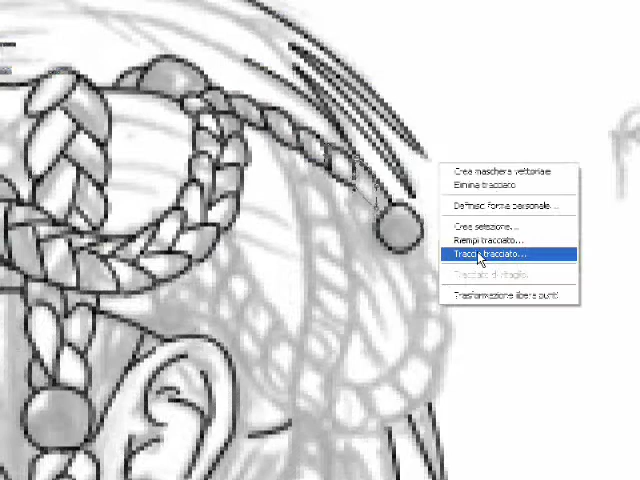 Crea maschera vettoriale
Elimina tracciato
Definisci forma personale...
Crea selezione...
Riempi tracciato...
Traccia tracciato...
Tracciato di ritaglio...
Trasformazione libera punti